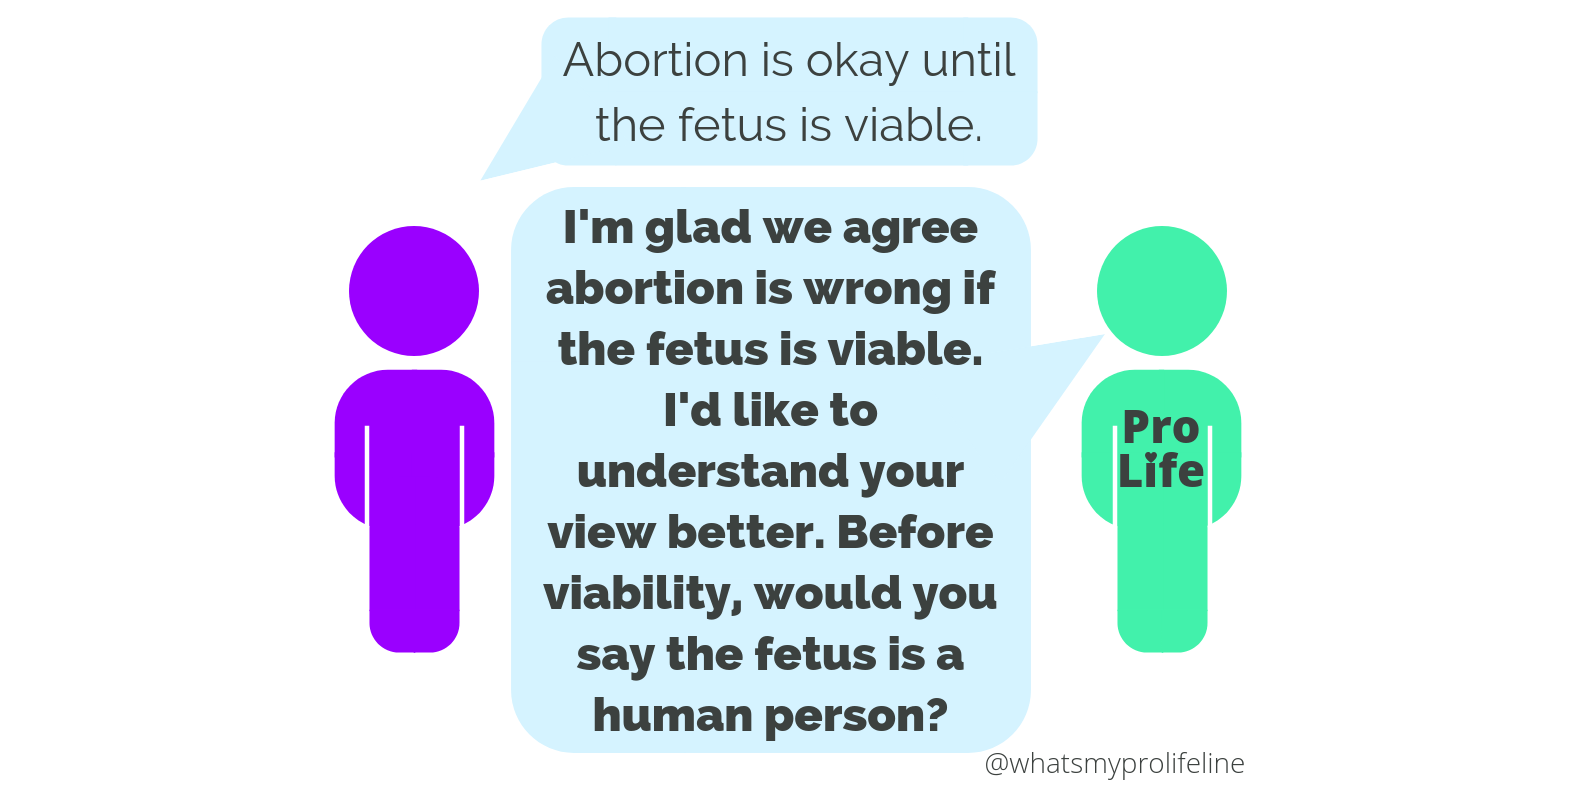 Abortion is okay until
the fetus is viable.
I'm glad we agree
abortion is wrong if
the fetus is viable.
I'd like to
understand your
view better. Before
viability, would you
say the fetus is a
human person?
Pro
Life
@whatsmyprolifeline